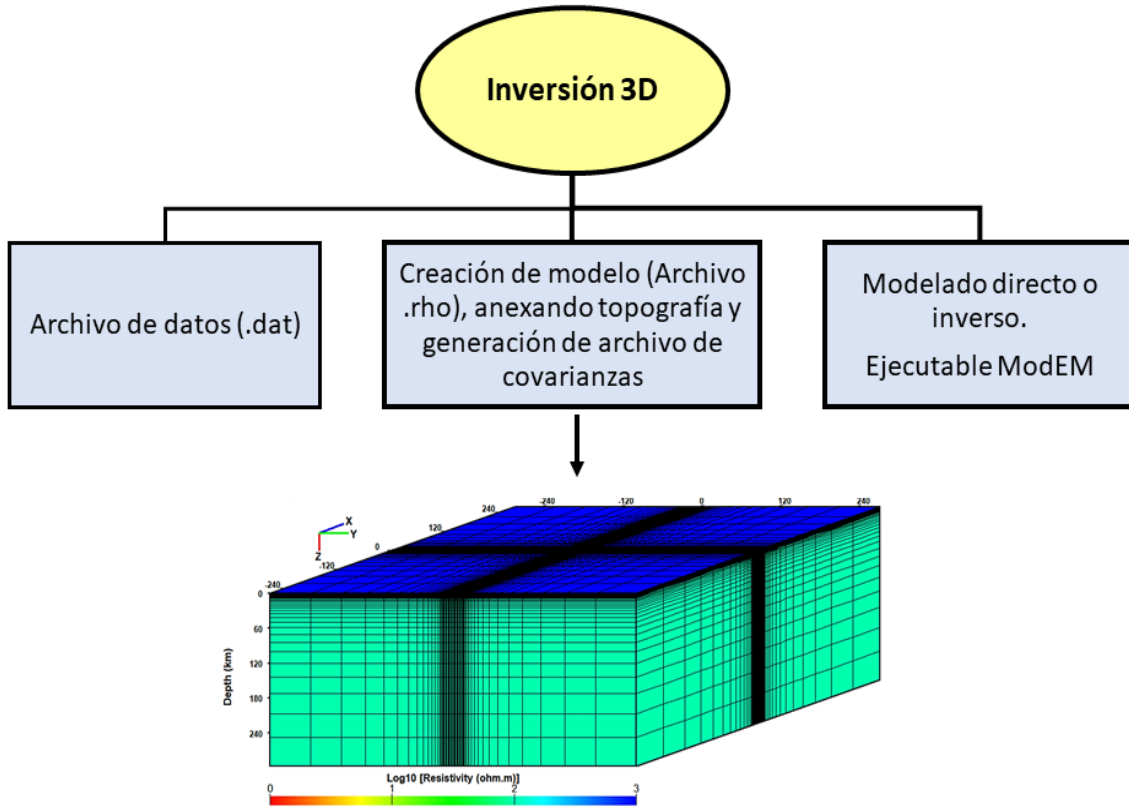 Inversión 3D
Archivo de datos (.dat)
Creación de modelo (Archivo
.rho), anexando topografía y
generación de archivo de
covarianzas
Modelado directo o
inverso.
Ejecutable ModEM
-240
-120
0
120
240
240
120
0
-120
-240
X
Y
Z
0
60
120
180
240
Depth (km)
Log10 [Resistivity (ohm.m)]
0
1
2
3